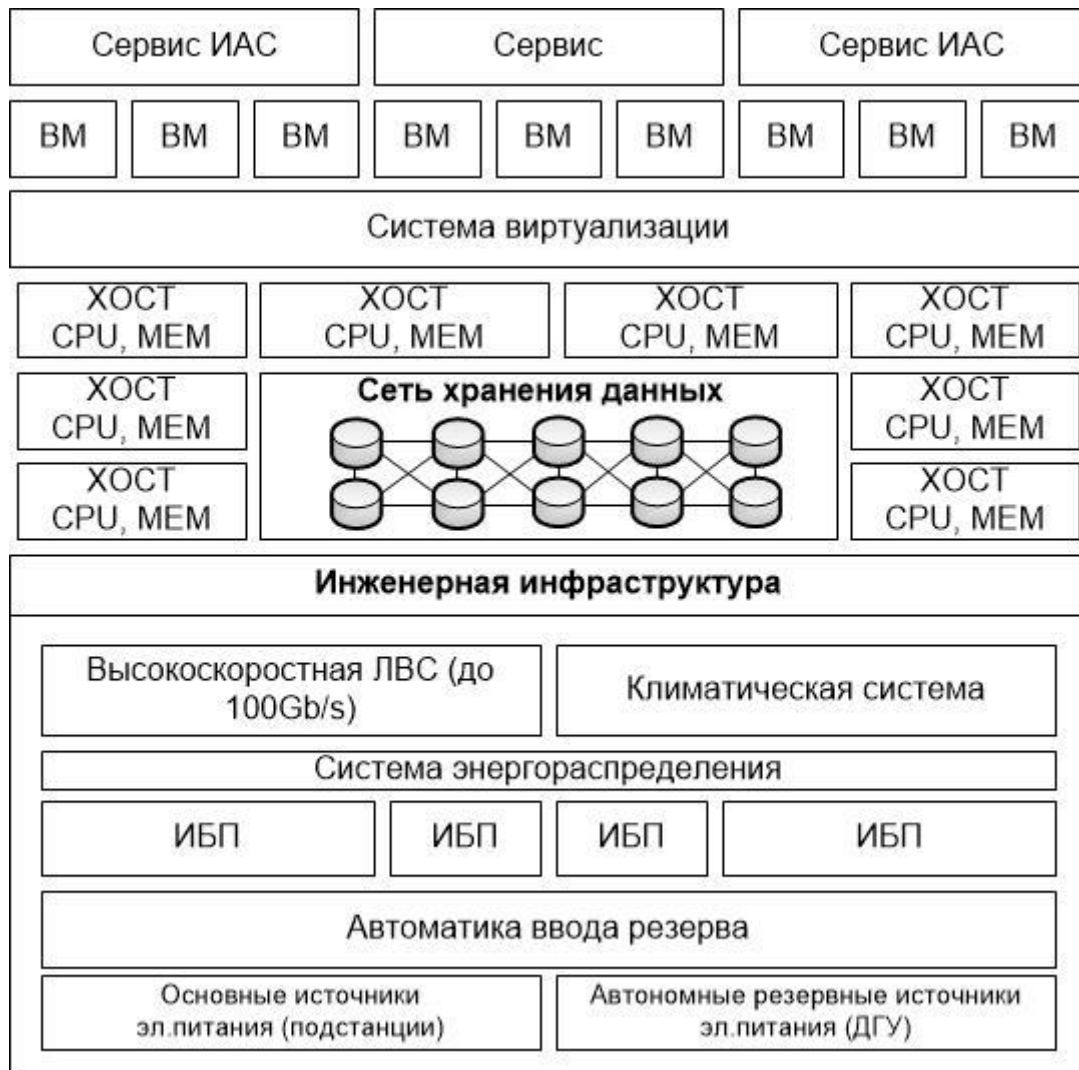 Сервис ИАС
Сервис
Сервис ИАС
ВМ
ВМ
ВМ
ВМ
ВМ
ВМ
ВМ
ВМ
ВМ
Система виртуализации
ХОСТ
CPU, MEM
ХОСТ
CPU, MEM
ХОСТ
CPU, MEM
ХОСТ
CPU, MEM
ХОСТ
CPU, MEM
Сеть хранения данных
ХОСТ
CPU, MEM
ХОСТ
CPU, MEM
ХОСТ
CPU, MEM
Инженерная инфраструктура
Высокоскоростная ЛВС (до
100Gb/s)
Климатическая система
Система энергораспределения
ИБП
ИБП
ИБП
ИБП
Автоматика ввода резерва
Основные источники
эл.питания (подстанции)
Автономные резервные источники
эл.питания (ДГУ)